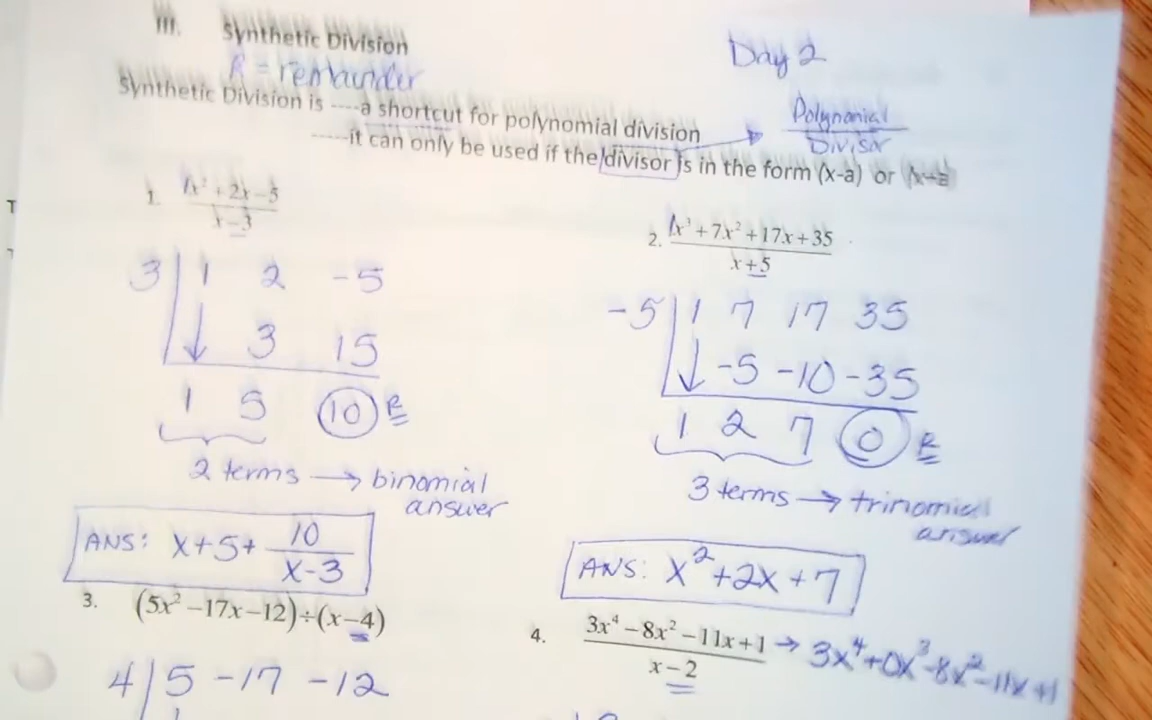 III. Synthetic Division
Day 2
R = remainder
Synthetic Division is ----a shortcut for polynomial division
Polynomial
Divisor
----it can only be used if the divisor is in the form (x-a) or (x+a)
1. 1x² + 2x – 5
x – 3
3 1 2 -5
3 15
1 5 10 R
2 terms → binomial
answer
ANS: x+5+ 10
x-3
2. 1x³ + 7x² + 17x + 35
x + 5
-5 1 7 17 35
-5 -10 -35
1 2 7 0 R
3 terms → trinomial
answer
ANS: x² + 2x + 7
3. (5x² – 17x – 12) ÷ (x – 4)
4 5 -17 -12
4. 3x⁴ – 8x² – 11x + 1 → 3x⁴+0x³-8x²-11x+1
x – 2